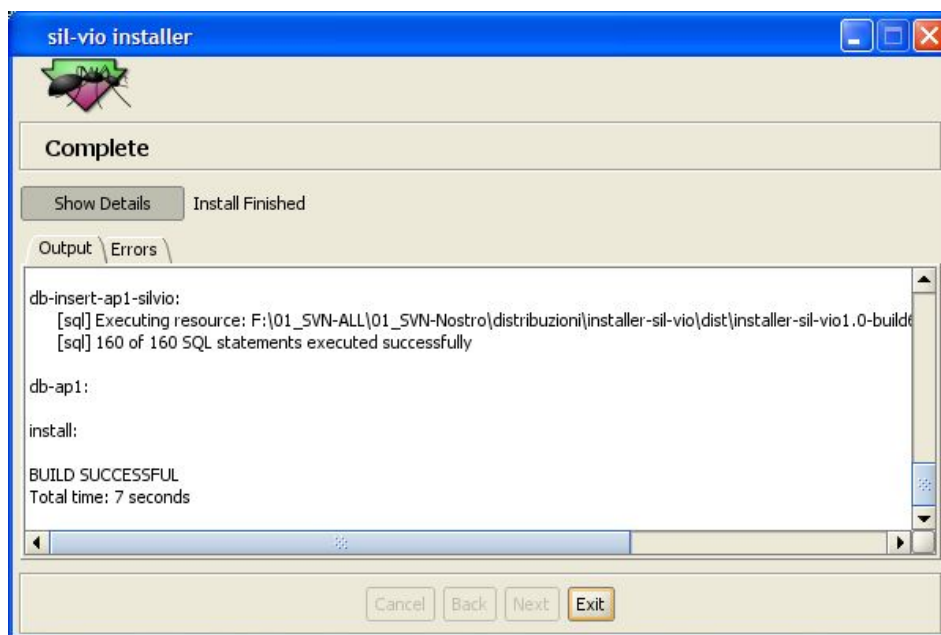 sil-vio installer
Complete
Show Details
Install Finished
Output
Errors
db-insert-ap1-silvio:
[sql] Executing resource: F:\01_SVN-ALL\01_SVN-Nostro\distribuzioni\installer-sil-vio\dist\installer-sil-vio1.0-build
[sql] 160 of 160 SQL statements executed successfully
db-ap1:
install:
BUILD SUCCESSFUL
Total time: 7 seconds
Cancel
Back
Next
Exit